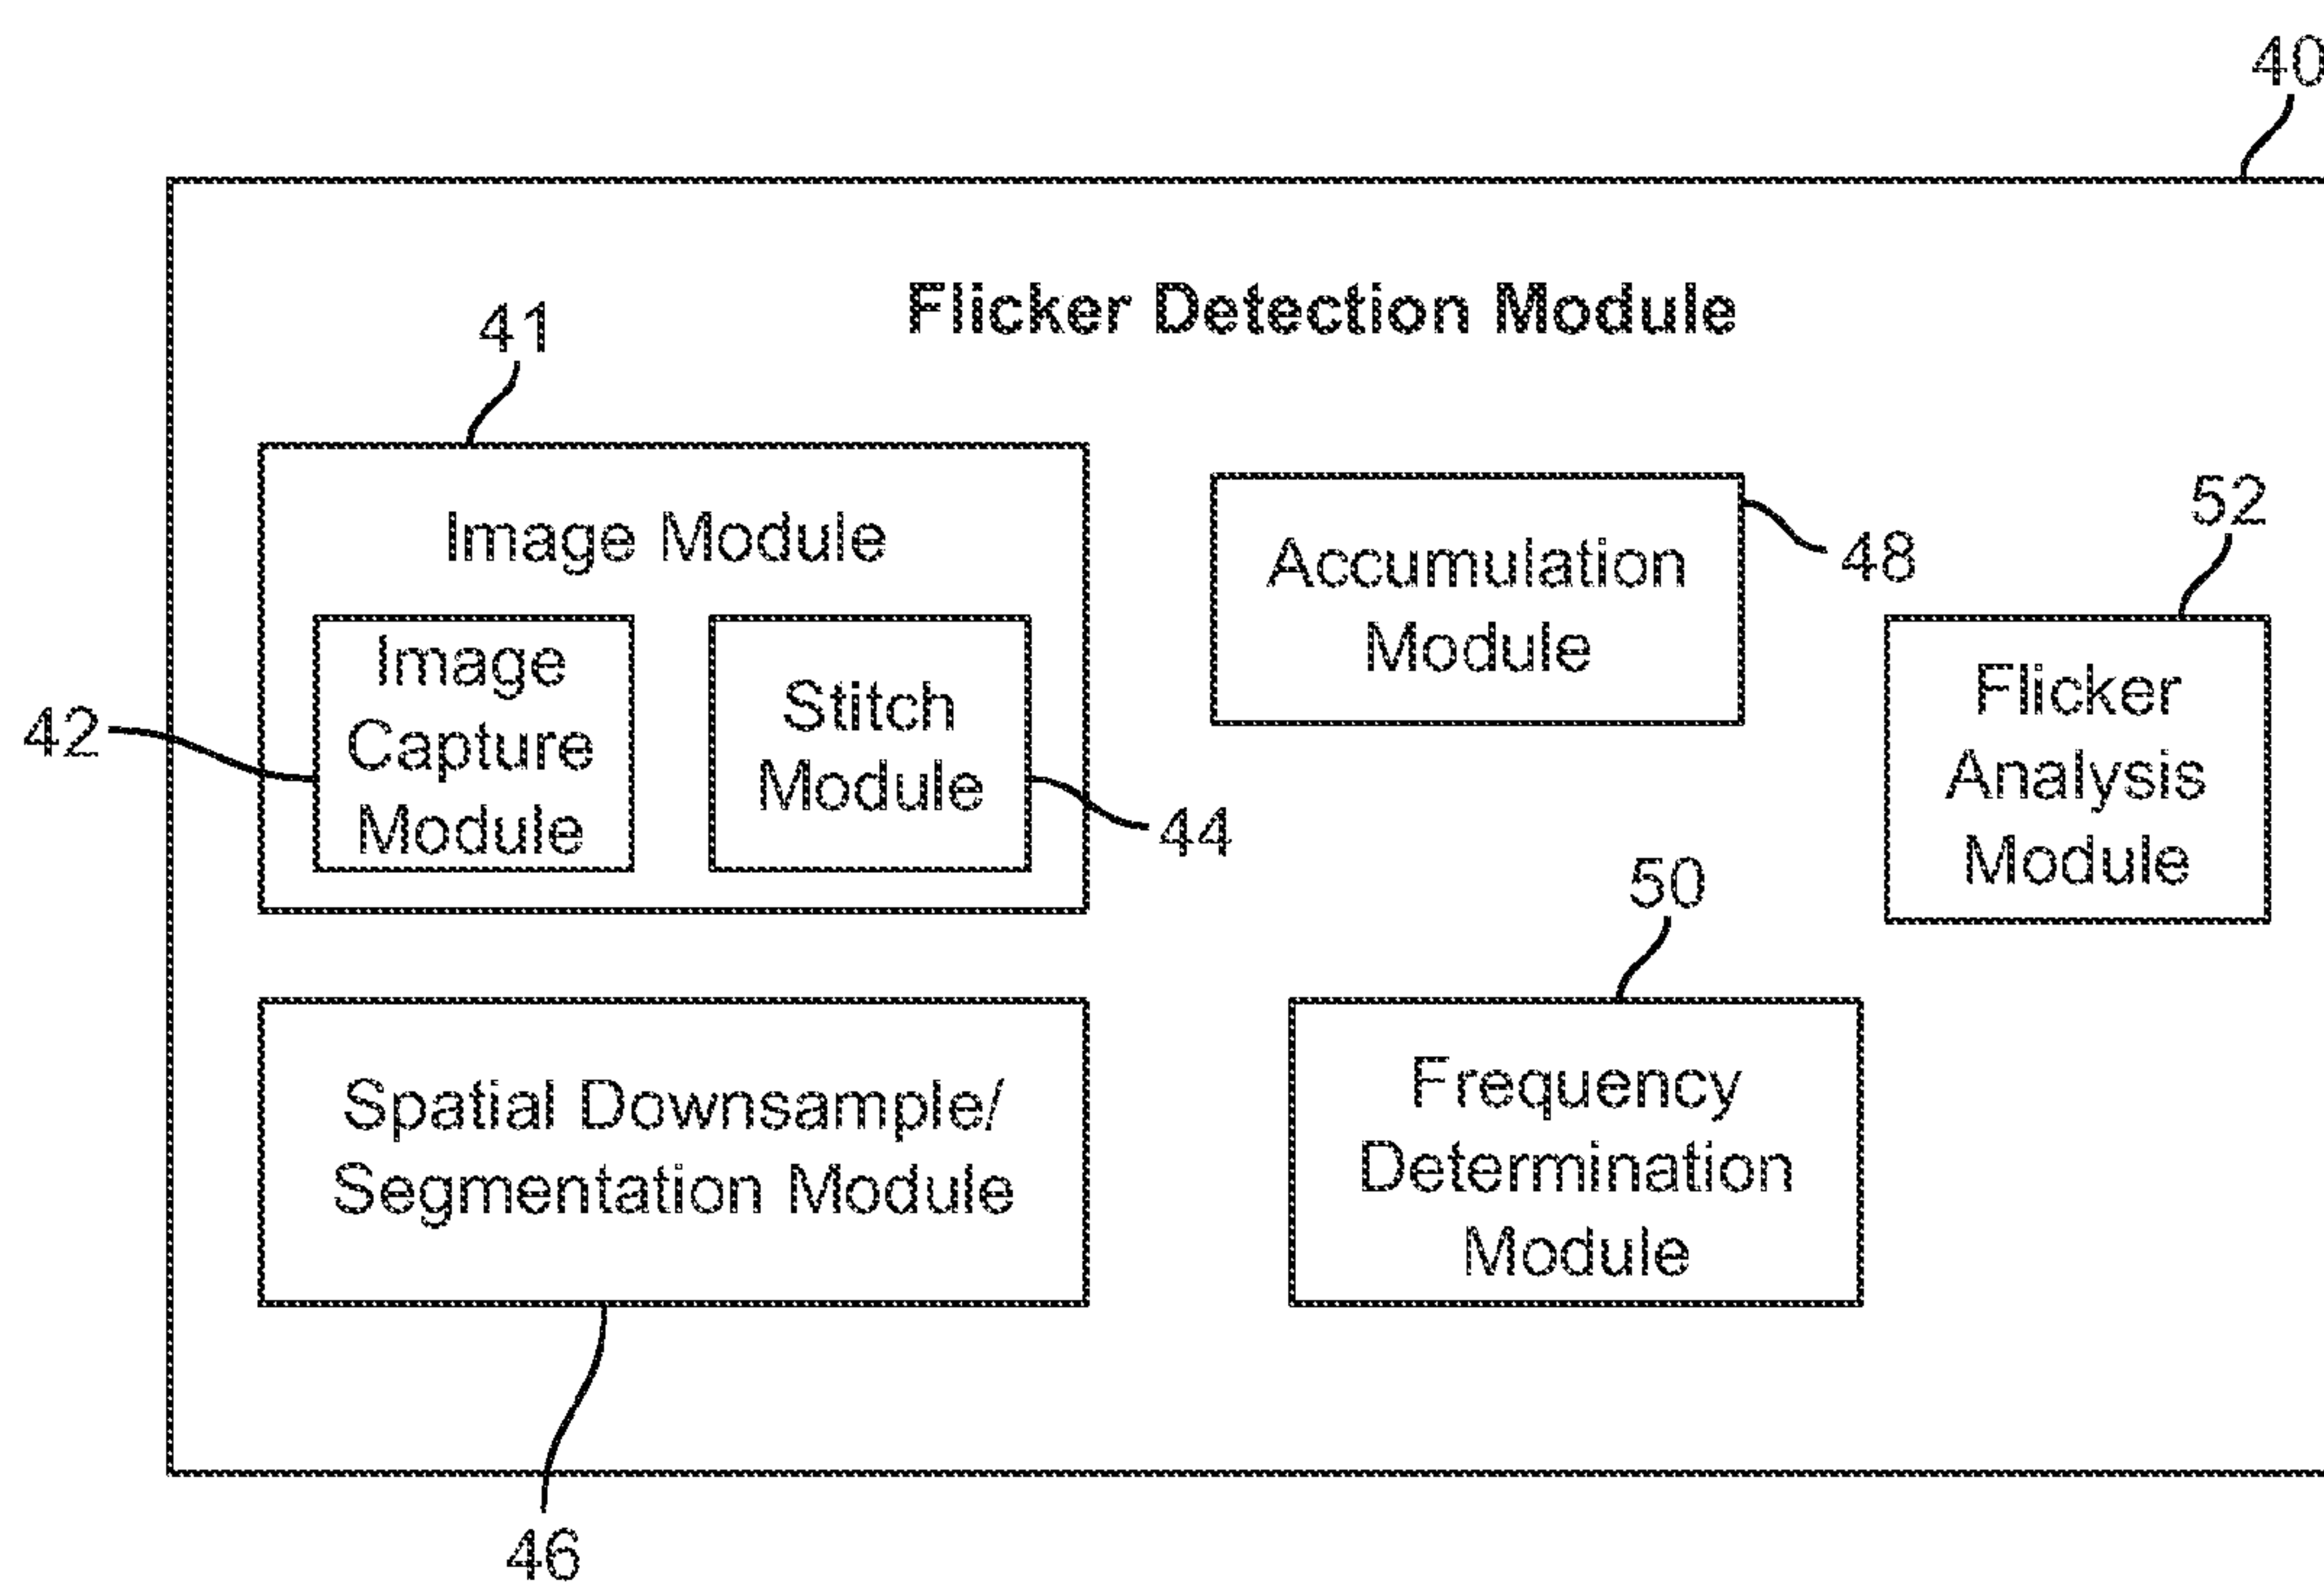 40
Flicker Detection Module
41
Image Module
Image
Capture
Module
42
Stitch
Module
44
Accumulation
Module
48
52
Flicker
Analysis
Module
Spatial Downsample/
Segmentation Module
46
50
Frequency
Determination
Module